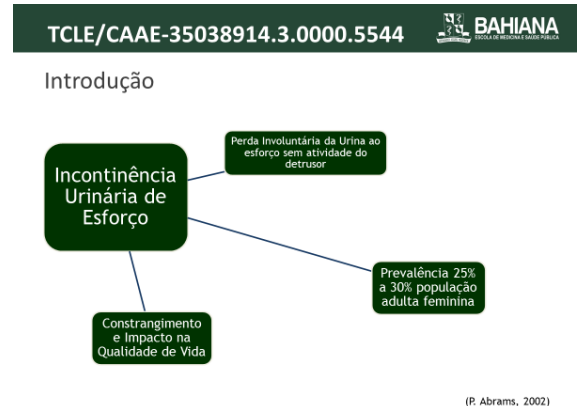 TCLE/CAAE-35038914.3.0000.5544
BAHIANA
ESCOLA DE MEDICINA E SAÚDE PÚBLICA
Introdução
Perda Involuntária da Urina ao
esforço sem atividade do
detrusor
Incontinência
Urinária de
Esforço
Prevalência 25%
a 30% população
adulta feminina
Constrangimento
e Impacto na
Qualidade de Vida
(P. Abrams, 2002)